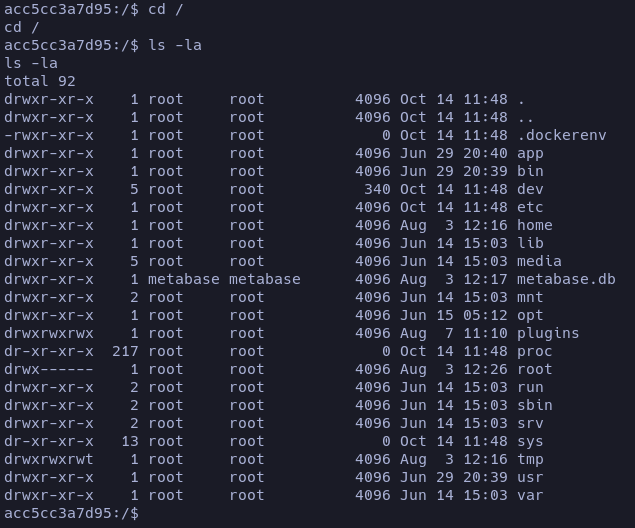 acc5cc3a7d95:/$ cd /
cd /
acc5cc3a7d95:/$ ls -la
ls -la
total 92
drwxr-xr-x    1 root     root          4096 Oct 14 11:48 .
drwxr-xr-x    1 root     root          4096 Oct 14 11:48 ..
-rwxr-xr-x    1 root     root             0 Oct 14 11:48 .dockerenv
drwxr-xr-x    1 root     root          4096 Jun 29 20:40 app
drwxr-xr-x    1 root     root          4096 Jun 29 20:39 bin
drwxr-xr-x    5 root     root           340 Oct 14 11:48 dev
drwxr-xr-x    1 root     root          4096 Oct 14 11:48 etc
drwxr-xr-x    1 root     root          4096 Aug  3 12:16 home
drwxr-xr-x    1 root     root          4096 Jun 14 15:03 lib
drwxr-xr-x    5 root     root          4096 Jun 14 15:03 media
drwxr-xr-x    1 metabase metabase      4096 Aug  3 12:17 metabase.db
drwxr-xr-x    2 root     root          4096 Jun 14 15:03 mnt
drwxr-xr-x    1 root     root          4096 Jun 15 05:12 opt
drwxrwxrwx    1 root     root          4096 Aug  7 11:10 plugins
dr-xr-xr-x  217 root     root             0 Oct 14 11:48 proc
drwx------    1 root     root          4096 Aug  3 12:26 root
drwxr-xr-x    2 root     root          4096 Jun 14 15:03 run
drwxr-xr-x    2 root     root          4096 Jun 14 15:03 sbin
drwxr-xr-x    2 root     root          4096 Jun 14 15:03 srv
dr-xr-xr-x   13 root     root             0 Oct 14 11:48 sys
drwxrwxrwt    1 root     root          4096 Aug  3 12:16 tmp
drwxr-xr-x    1 root     root          4096 Jun 29 20:39 usr
drwxr-xr-x    1 root     root          4096 Jun 14 15:03 var
acc5cc3a7d95:/$